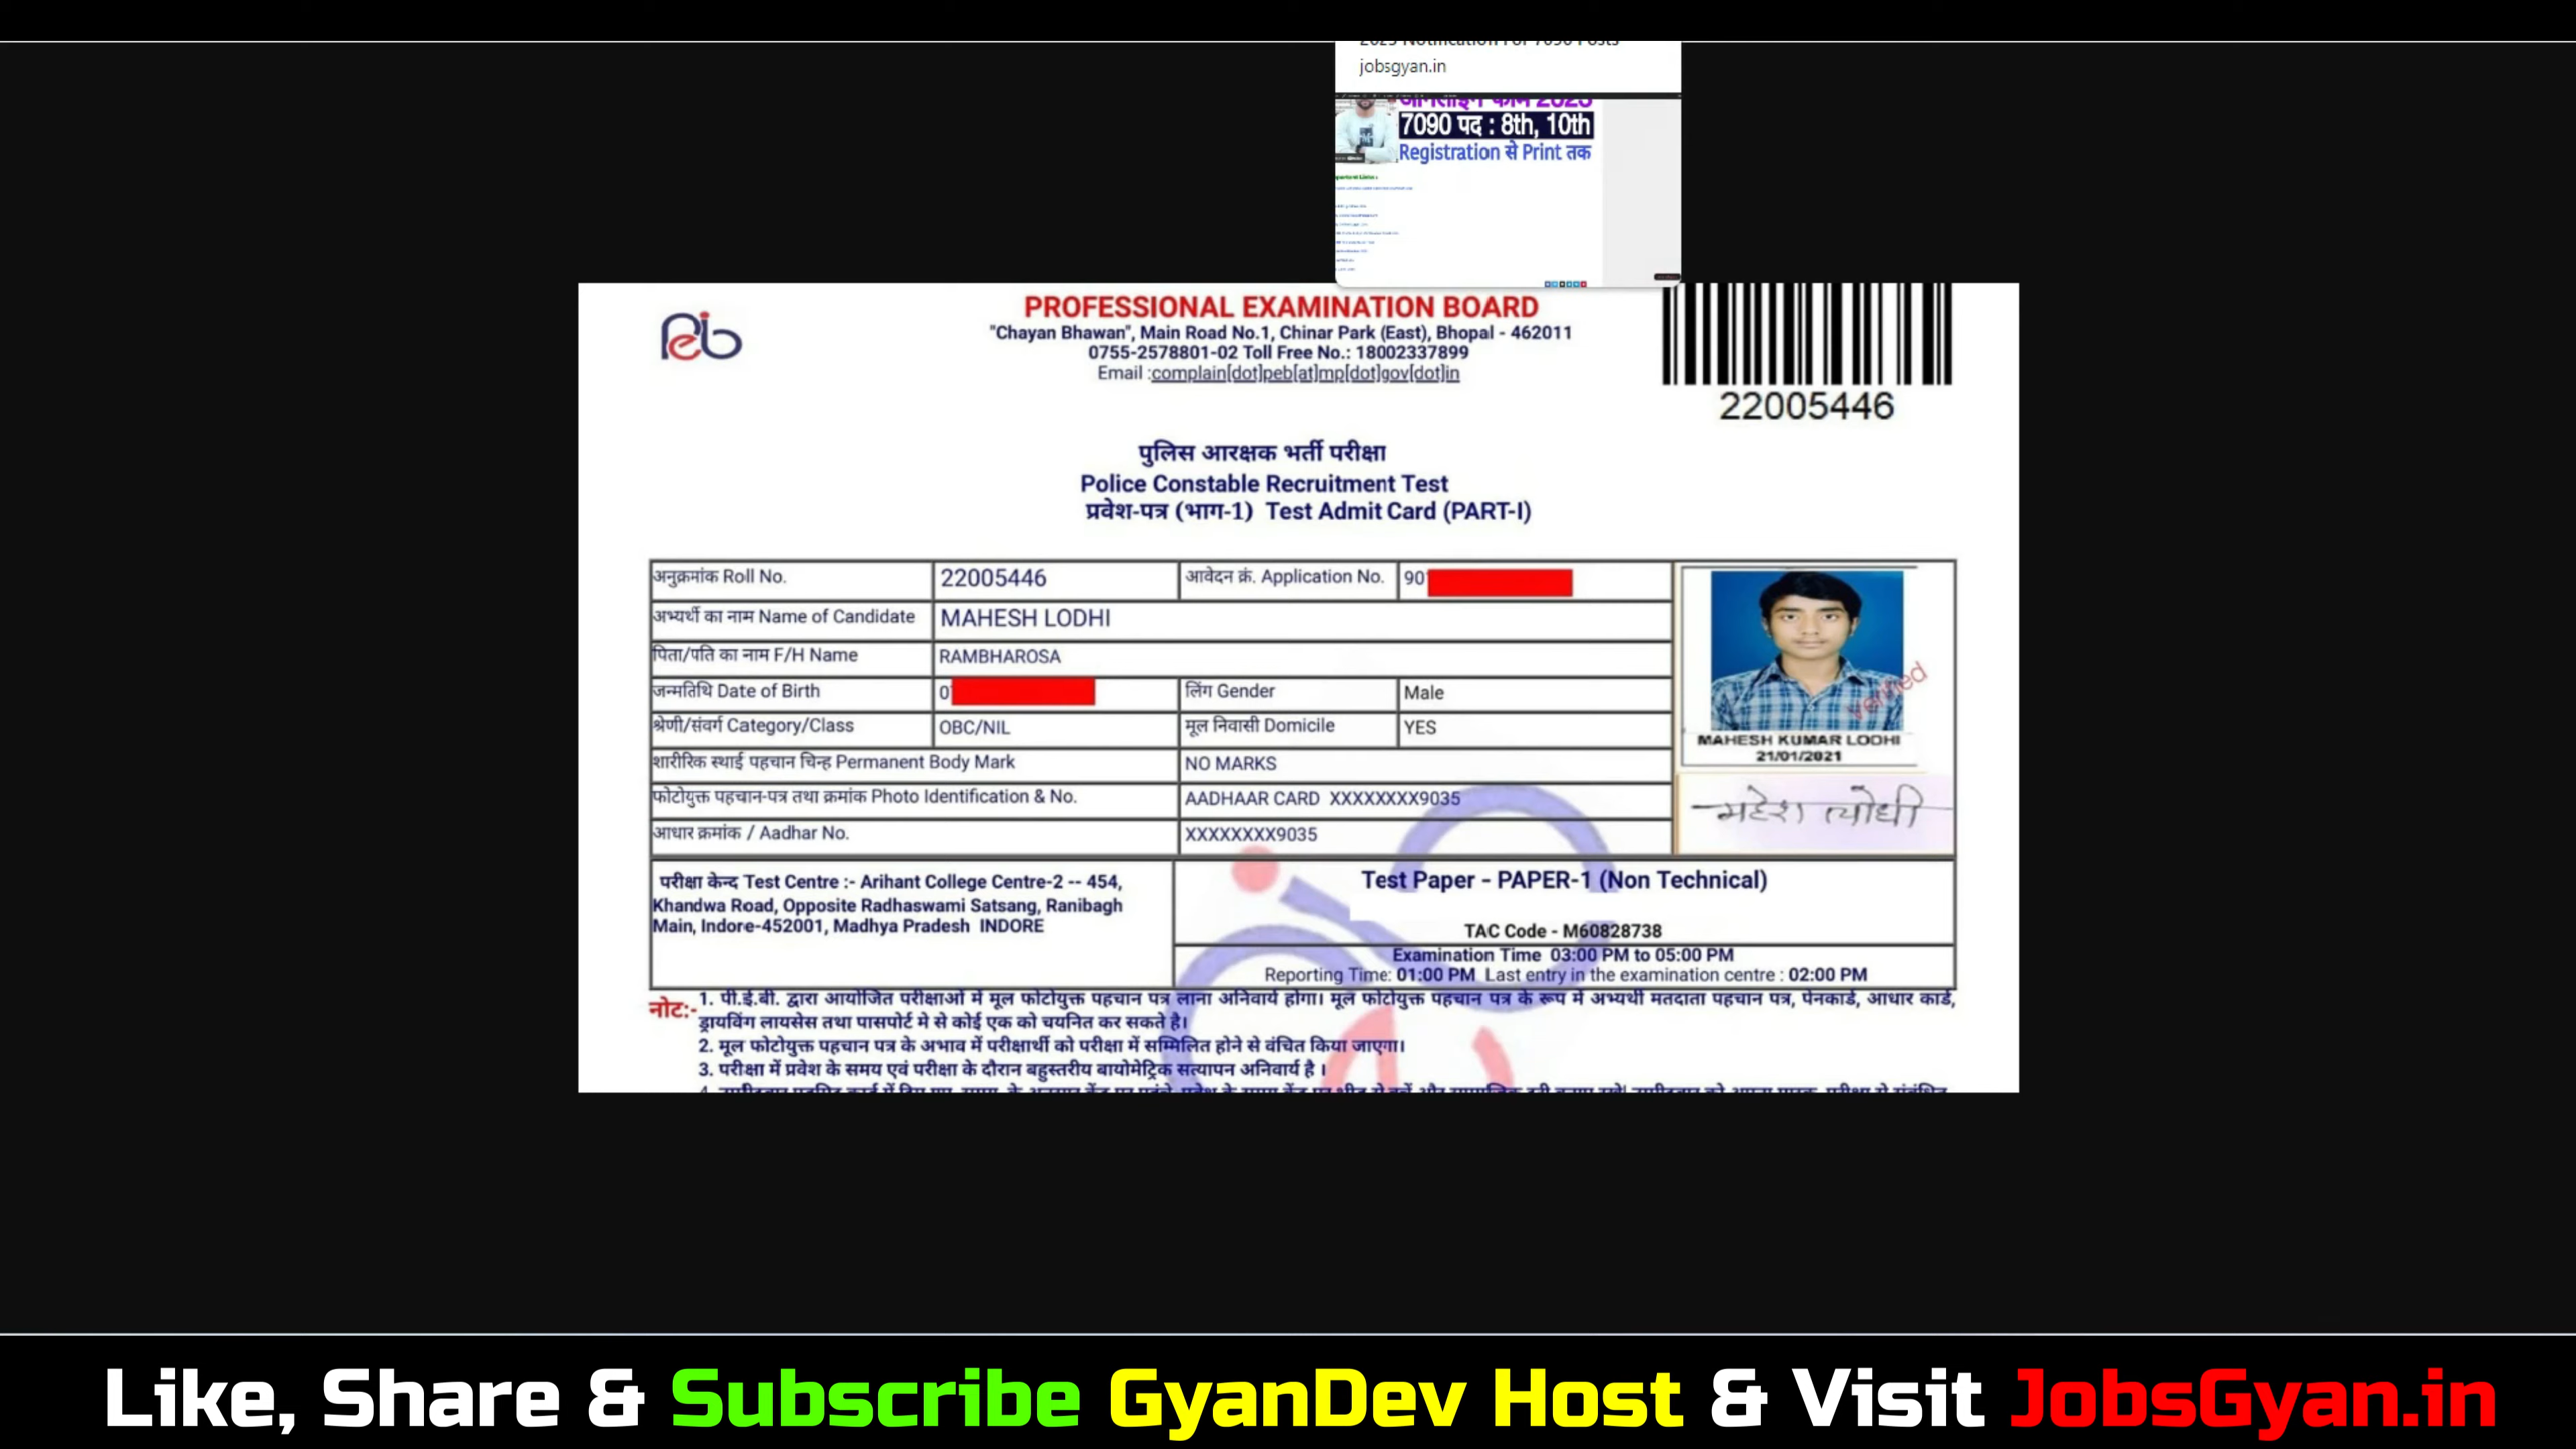 jobsgyan.in
7090 पद : 8th, 10th
Registration से Print तक
Peb
PROFESSIONAL EXAMINATION BOARD
"Chayan Bhawan", Main Road No.1, Chinar Park (East), Bhopal - 462011
0755-2578801-02 Toll Free No.: 18002337899
Email :complain[dot]peb[at]mp[dot]gov[dot]in
22005446
पुलिस आरक्षक भर्ती परीक्षा
Police Constable Recruitment Test
प्रवेश-पत्र (भाग-1) Test Admit Card (PART-I)
अनुक्रमांक Roll No. 22005446 आवेदन क्रं. Application No. 90
अभ्यर्थी का नाम Name of Candidate MAHESH LODHI
पिता/पति का नाम F/H Name RAMBHAROSA
जन्मतिथि Date of Birth 0 लिंग Gender Male
श्रेणी/संवर्ग Category/Class OBC/NIL मूल निवासी Domicile YES
शारीरिक स्थाई पहचान चिन्ह Permanent Body Mark NO MARKS
फोटोयुक्त पहचान-पत्र तथा क्रमांक Photo Identification & No. AADHAAR CARD XXXXXXXX9035
आधार क्रमांक / Aadhar No. XXXXXXXX9035
verified
MAHESH KUMAR LODHI
21/01/2021
महेश लोधी
परीक्षा केन्द Test Centre :- Arihant College Centre-2 -- 454,
Khandwa Road, Opposite Radhaswami Satsang, Ranibagh
Main, Indore-452001, Madhya Pradesh INDORE
Test Paper - PAPER-1 (Non Technical)
TAC Code - M60828738
Examination Time 03:00 PM to 05:00 PM
Reporting Time: 01:00 PM Last entry in the examination centre : 02:00 PM
नोट:- 1. पी.ई.बी. द्वारा आयोजित परीक्षाओं में मूल फोटोयुक्त पहचान पत्र लाना अनिवार्य होगा। मूल फोटोयुक्त पहचान पत्र के रूप में अभ्यर्थी मतदाता पहचान पत्र, पेनकार्ड, आधार कार्ड,
ड्रायविंग लायसेंस तथा पासपोर्ट मे से कोई एक को चयनित कर सकते है।
2. मूल फोटोयुक्त पहचान पत्र के अभाव में परीक्षार्थी को परीक्षा में सम्मिलित होने से वंचित किया जाएगा।
3. परीक्षा में प्रवेश के समय एवं परीक्षा के दौरान बहुस्तरीय बायोमेट्रिक सत्यापन अनिवार्य है ।
Like, Share & Subscribe GyanDev Host & Visit JobsGyan.in